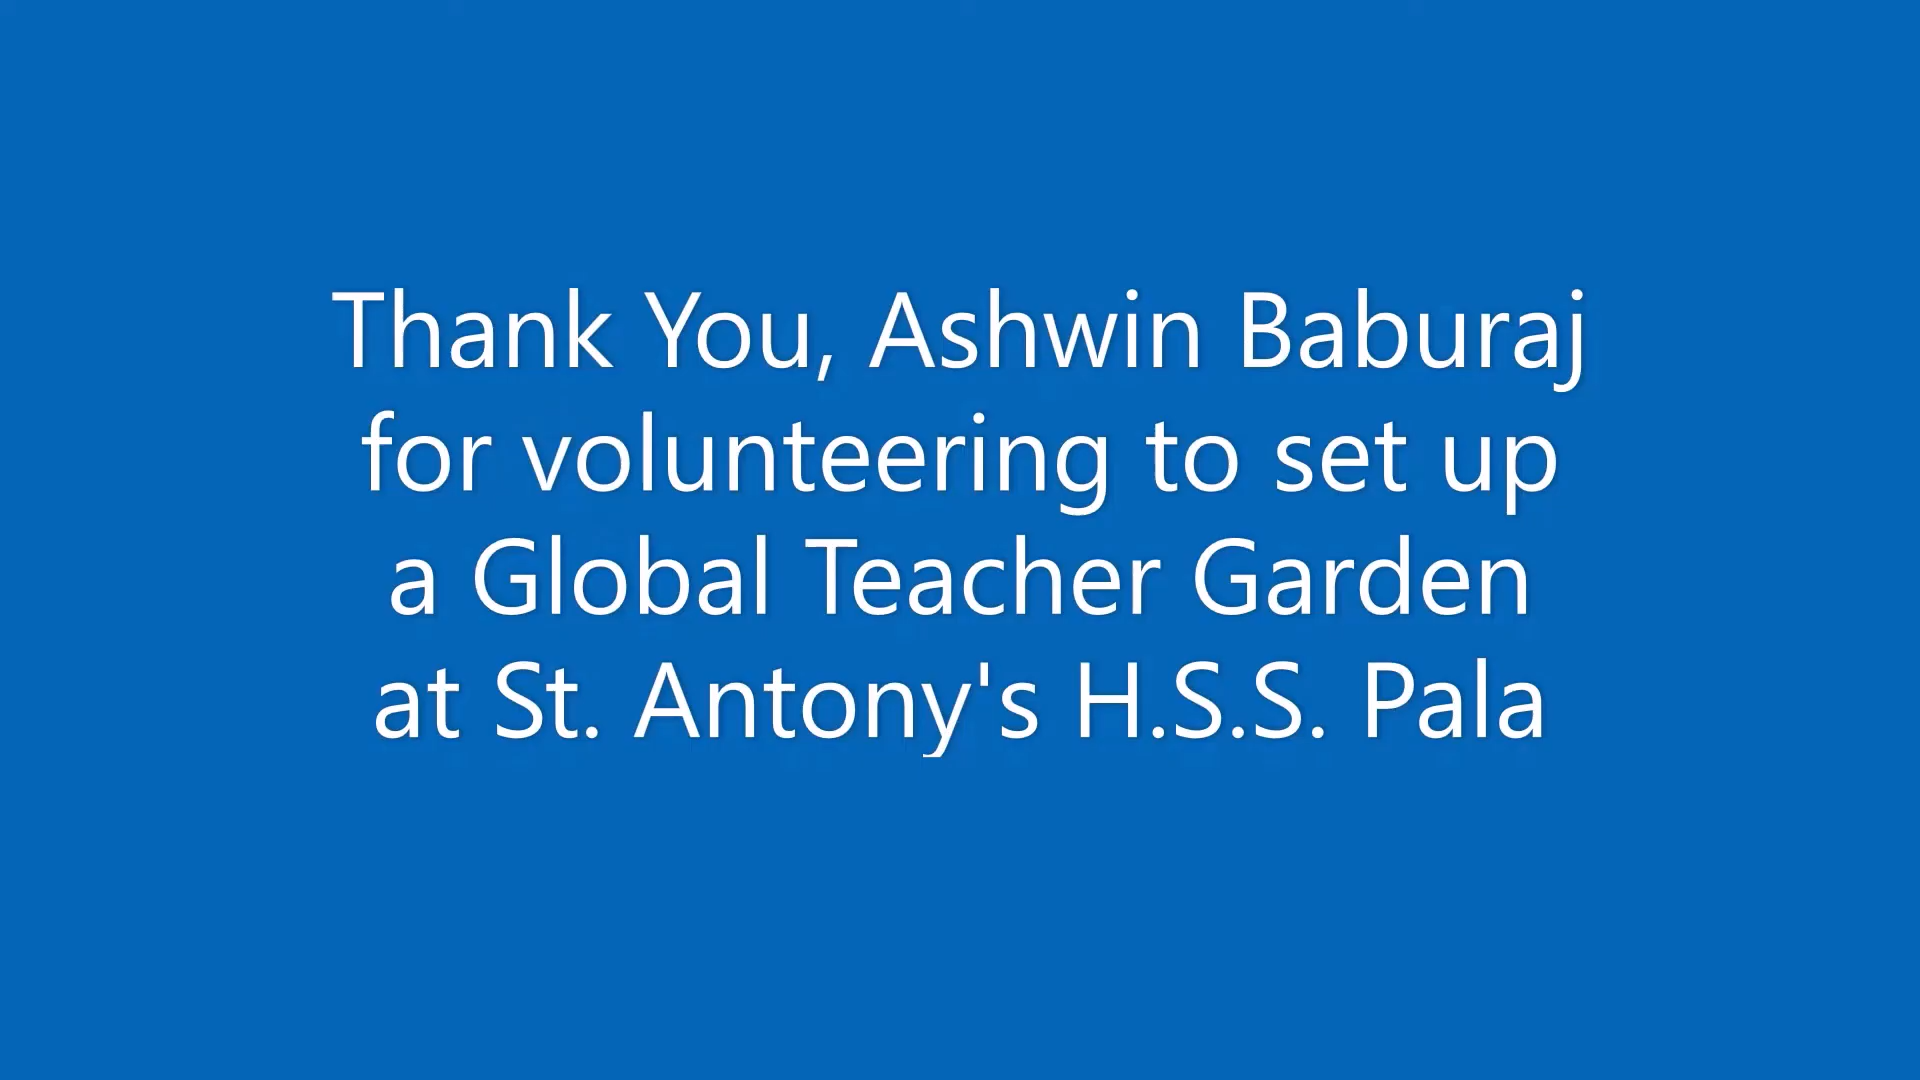 Thank You, Ashwin Baburaj
for volunteering to set up
a Global Teacher Garden
at St. Antony's H.S.S. Pala